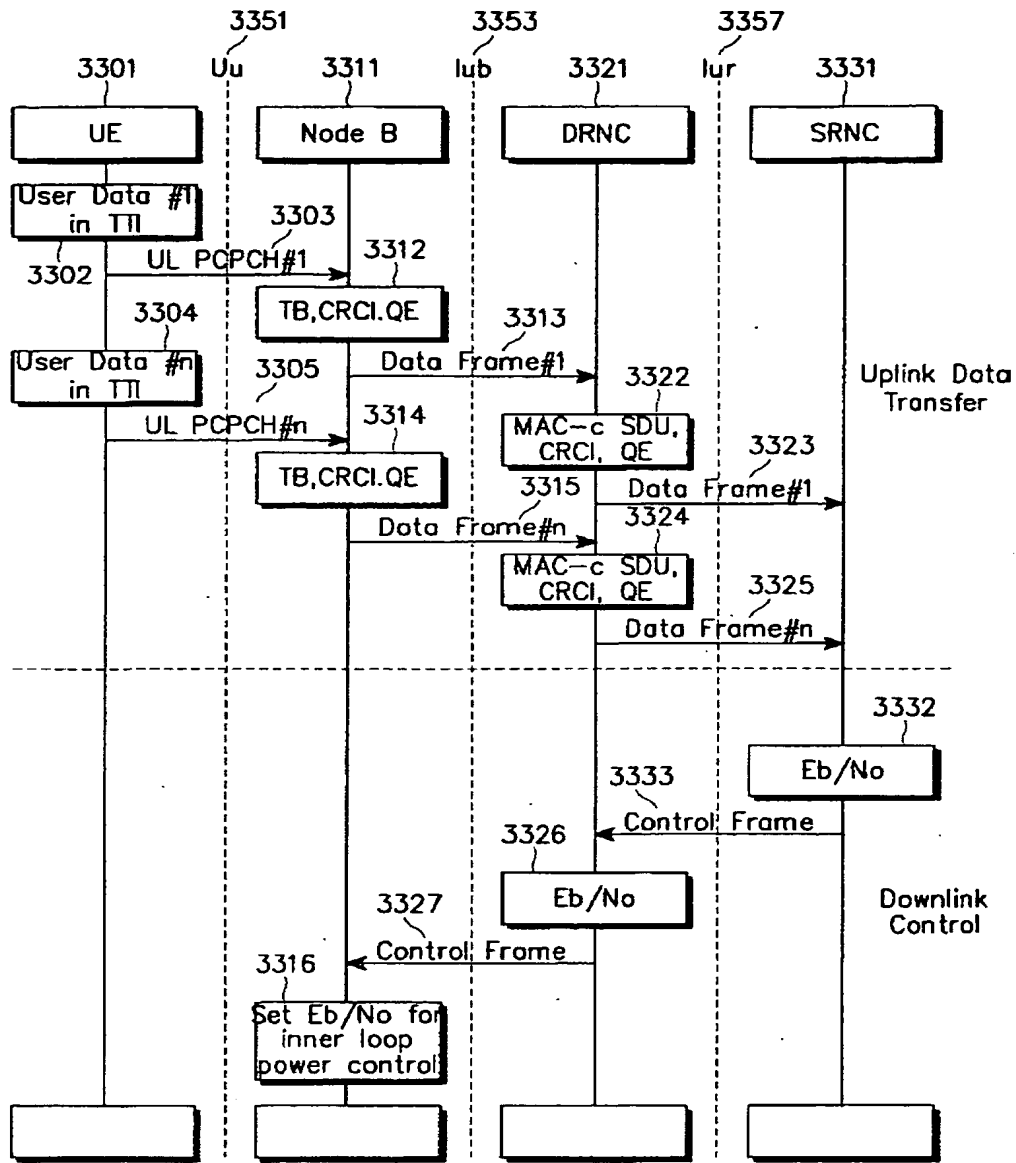 3351
3353
3357
3301
Uu
3311
Iub
3321
Iur
3331
UE
Node B
DRNC
SRNC
User Data #1
in TTI
3302
3303
UL PCPCH#1
3312
TB,CRCI.QE
3304
User Data #n
in TTI
3305
3313
Data Frame#1
3322
Uplink Data
Transfer
UL PCPCH#n
3314
MAC-c SDU,
CRCI, QE
3323
TB,CRCI.QE
3315
Data Frame#1
Data Frame#n
3324
MAC-c SDU,
CRCI, QE
3325
Data Frame#n
3332
Eb/No
3333
Control Frame
3326
Eb/No
Downlink
Control
3327
Control Frame
3316
Set Eb/No for
inner loop
power control